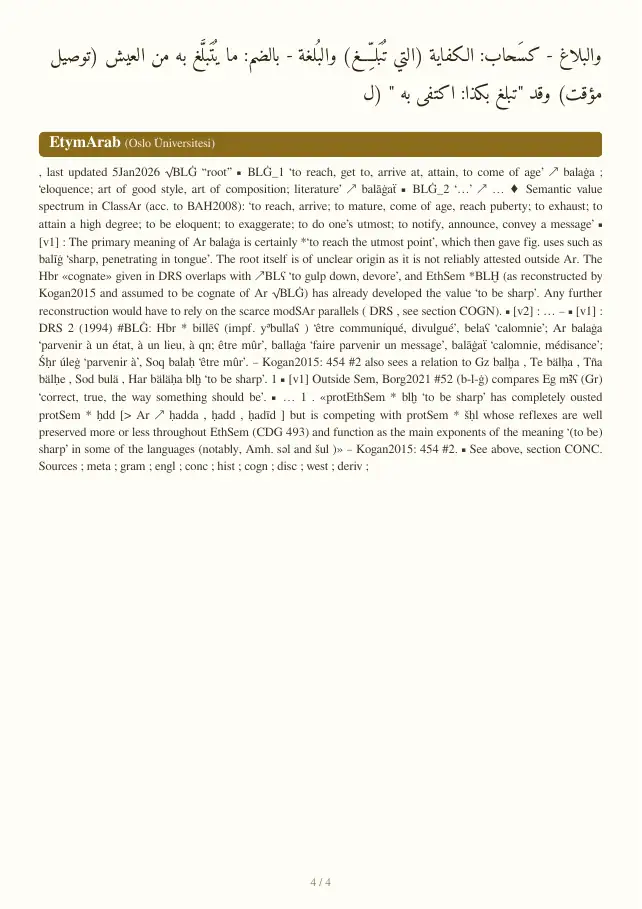 والبلاغ - كسَحاب: الكفاية (التي تُبَلِّـــغ) والبُلغة - بالضم: ما يُتَبلَّغ به من العيش (توصيل
مؤقت) وقد "تبلغ بكذا: اكتفى به " (ل
EtymArab (Oslo Üniversitesi)
, last updated 5Jan2026 √BLĠ “root” ▪ BLĠ_1 ‘to reach, get to, arrive at, attain, to come of age’ ↗ balaġa ;
‘eloquence; art of good style, art of composition; literature’ ↗ balāġaẗ ▪ BLĠ_2 ‘…’ ↗ … ♦ Semantic value
spectrum in ClassAr (acc. to BAH2008): ‘to reach, arrive; to mature, come of age, reach puberty; to exhaust; to
attain a high degree; to be eloquent; to exaggerate; to do one’s utmost; to notify, announce, convey a message’ ▪
[v1] : The primary meaning of Ar balaġa is certainly *‘to reach the utmost point’, which then gave fig. uses such as
balīġ ‘sharp, penetrating in tongue’. The root itself is of unclear origin as it is not reliably attested outside Ar. The
Hbr «cognate» given in DRS overlaps with ↗BLʕ ‘to gulp down, devore’, and EthSem *BLḪ (as reconstructed by
Kogan2015 and assumed to be cognate of Ar √BLĠ) has already developed the value ‘to be sharp’. Any further
reconstruction would have to rely on the scarce modSAr parallels ( DRS , see section COGN). ▪ [v2] : … – ▪ [v1] :
DRS 2 (1994) #BLĠ: Hbr * billēʕ (impf. yᵊbullaʕ ) ‘être communiqué, divulgué’, belaʕ ‘calomnie’; Ar balaġa
‘parvenir à un état, à un lieu, à qn; être mûr’, ballaġa ‘faire parvenir un message’, balāġaẗ ‘calomnie, médisance’;
Śḥr úleġ ‘parvenir à’, Soq balaḥ ‘être mûr’. – Kogan2015: 454 #2 also sees a relation to Gz balḫa , Te bälḥa , Tña
bälḥe , Sod bulä , Har bäläḥa blḫ ‘to be sharp’. 1 ▪ [v1] Outside Sem, Borg2021 #52 (b-l-ġ) compares Eg mꜣʕ (Gr)
‘correct, true, the way something should be’. ▪ … 1 . «protEthSem * blḫ ‘to be sharp’ has completely ousted
protSem * ḥdd [> Ar ↗ ḥadda , ḥadd , ḥadīd ] but is competing with protSem * šḥl whose reflexes are well
preserved more or less throughout EthSem (CDG 493) and function as the main exponents of the meaning ‘(to be)
sharp’ in some of the languages (notably, Amh. səl and šul )» – Kogan2015: 454 #2. ▪ See above, section CONC.
Sources ; meta ; gram ; engl ; conc ; hist ; cogn ; disc ; west ; deriv ;
4 / 4